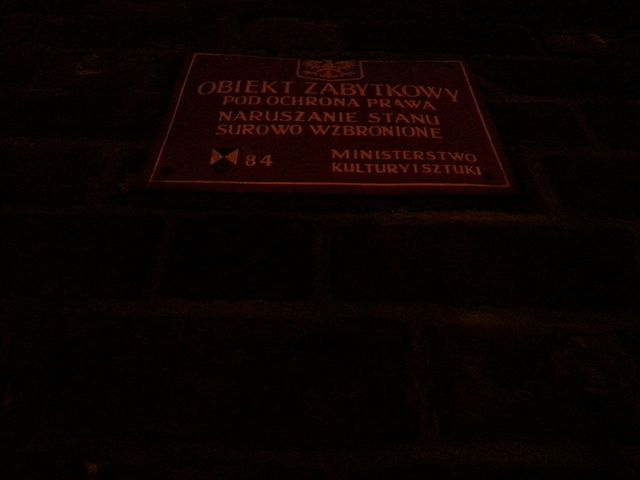 OBIEKT ZABYTKOWY
POD OCHRONA PRAWA
NARUSZANIE STANU
SUROWO WZBRONIONE
84
MINISTERSTWO
KULTURY I SZTUKI